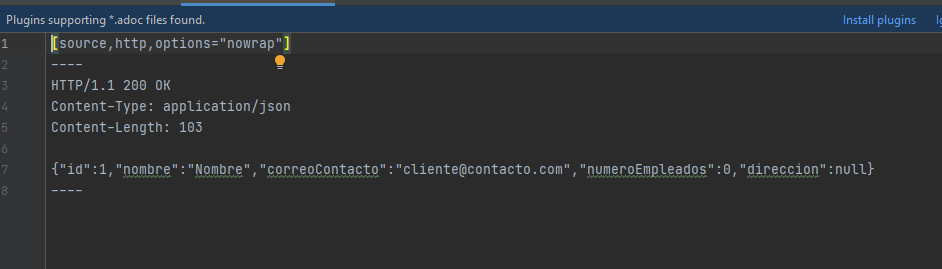 Plugins supporting *.adoc files found.
Install plugins
1 [source,http,options="nowrap"]
2 ----
3 HTTP/1.1 200 OK
4 Content-Type: application/json
5 Content-Length: 103
6
7 {"id":1,"nombre":"Nombre","correoContacto":"cliente@contacto.com","numeroEmpleados":0,"direccion":null}
8 ----